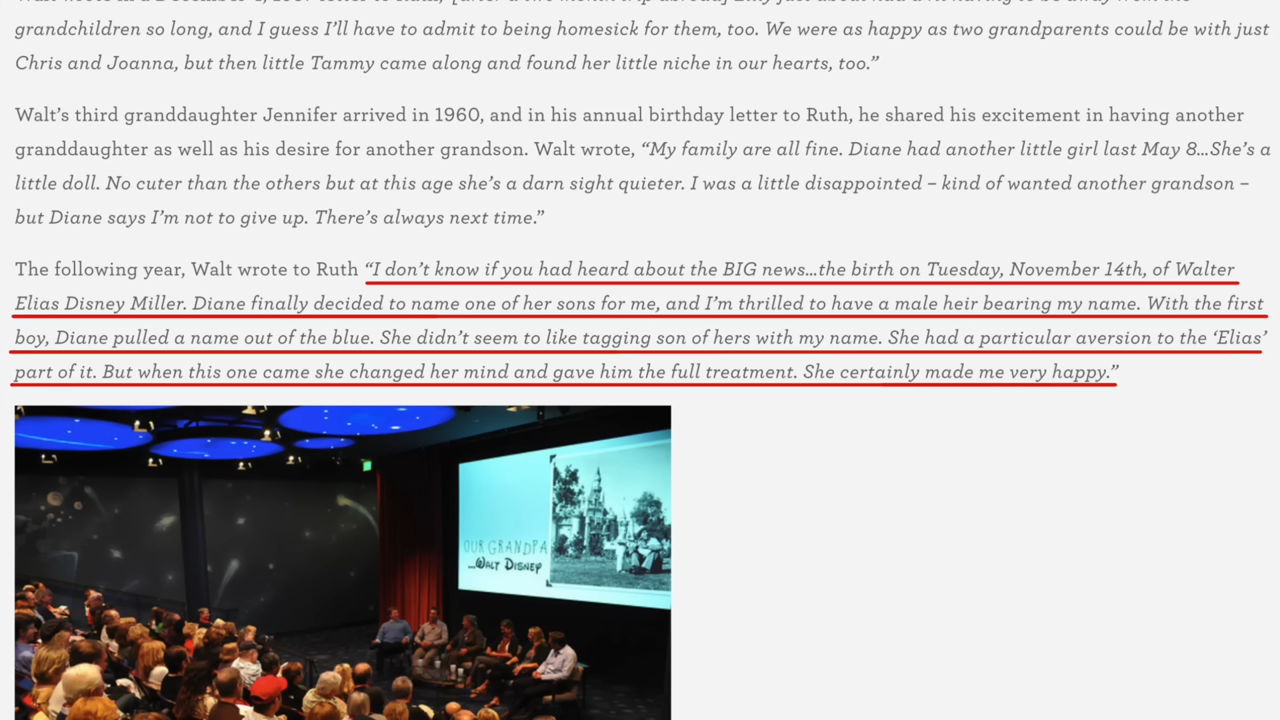 grandchildren so long, and I guess I’ll have to admit to being homesick for them, too. We were as happy as two grandparents could be with just
Chris and Joanna, but then little Tammy came along and found her little niche in our hearts, too.”
Walt’s third granddaughter Jennifer arrived in 1960, and in his annual birthday letter to Ruth, he shared his excitement in having another
granddaughter as well as his desire for another grandson. Walt wrote, “My family are all fine. Diane had another little girl last May 8…She’s a
little doll. No cuter than the others but at this age she’s a darn sight quieter. I was a little disappointed – kind of wanted another grandson –
but Diane says I’m not to give up. There’s always next time.”
The following year, Walt wrote to Ruth “I don’t know if you had heard about the BIG news…the birth on Tuesday, November 14th, of Walter
Elias Disney Miller. Diane finally decided to name one of her sons for me, and I’m thrilled to have a male heir bearing my name. With the first
boy, Diane pulled a name out of the blue. She didn’t seem to like tagging son of hers with my name. She had a particular aversion to the ‘Elias’
part of it. But when this one came she changed her mind and gave him the full treatment. She certainly made me very happy.”
OUR GRANDPA
...WALT DISNEY